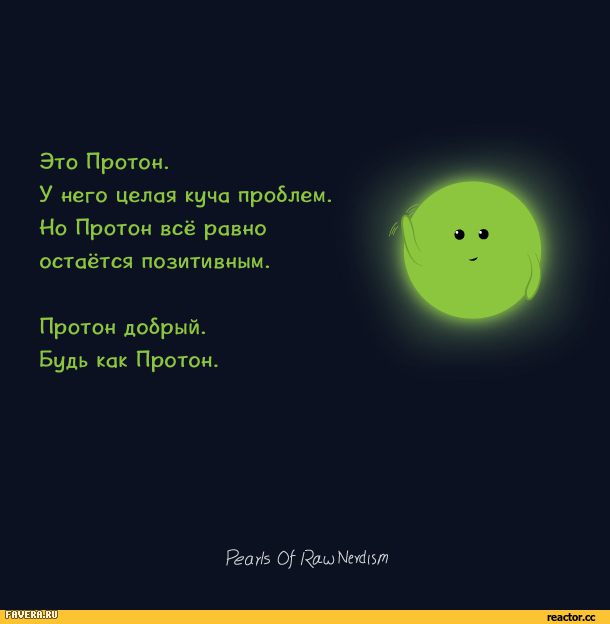 Это Протон.
У него целая куча проблем.
Но Протон всё равно
остаётся позитивным.
Протон добрый.
Будь как Протон.
Pearls Of Raw Nerdism
FAVERA.RU
reactor.cc